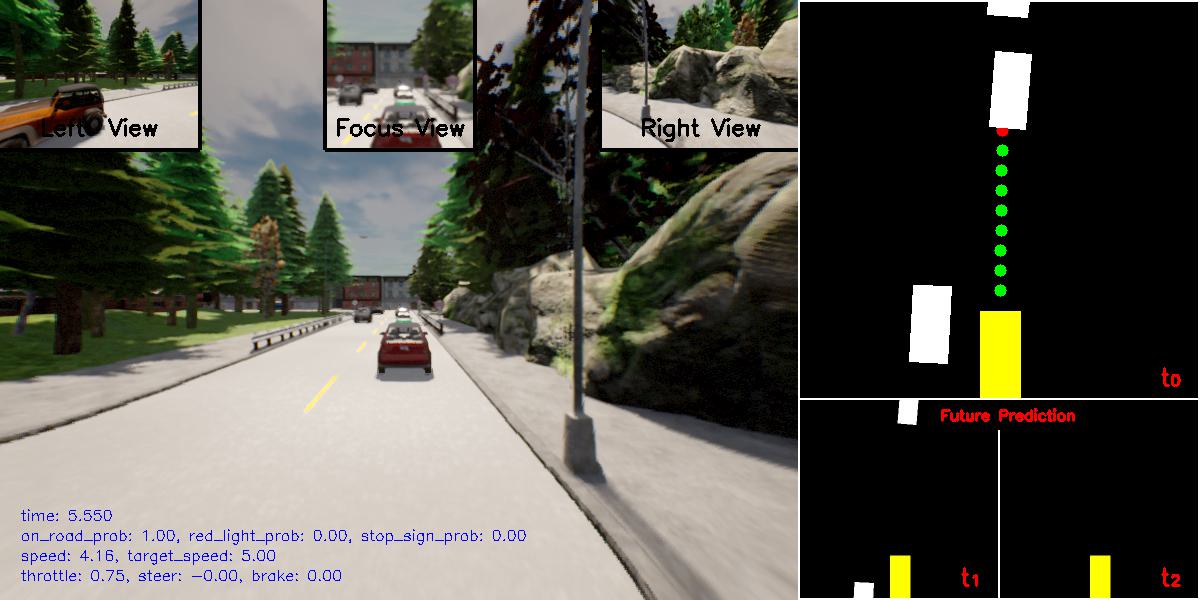 Left View
Focus View
Right View
t0
Future Prediction
time: 5.550
on_road_prob: 1.00, red_light_prob: 0.00, stop_sign_prob: 0.00
speed: 4.16, target_speed: 5.00
throttle: 0.75, steer: -0.00, brake: 0.00
t1
t2